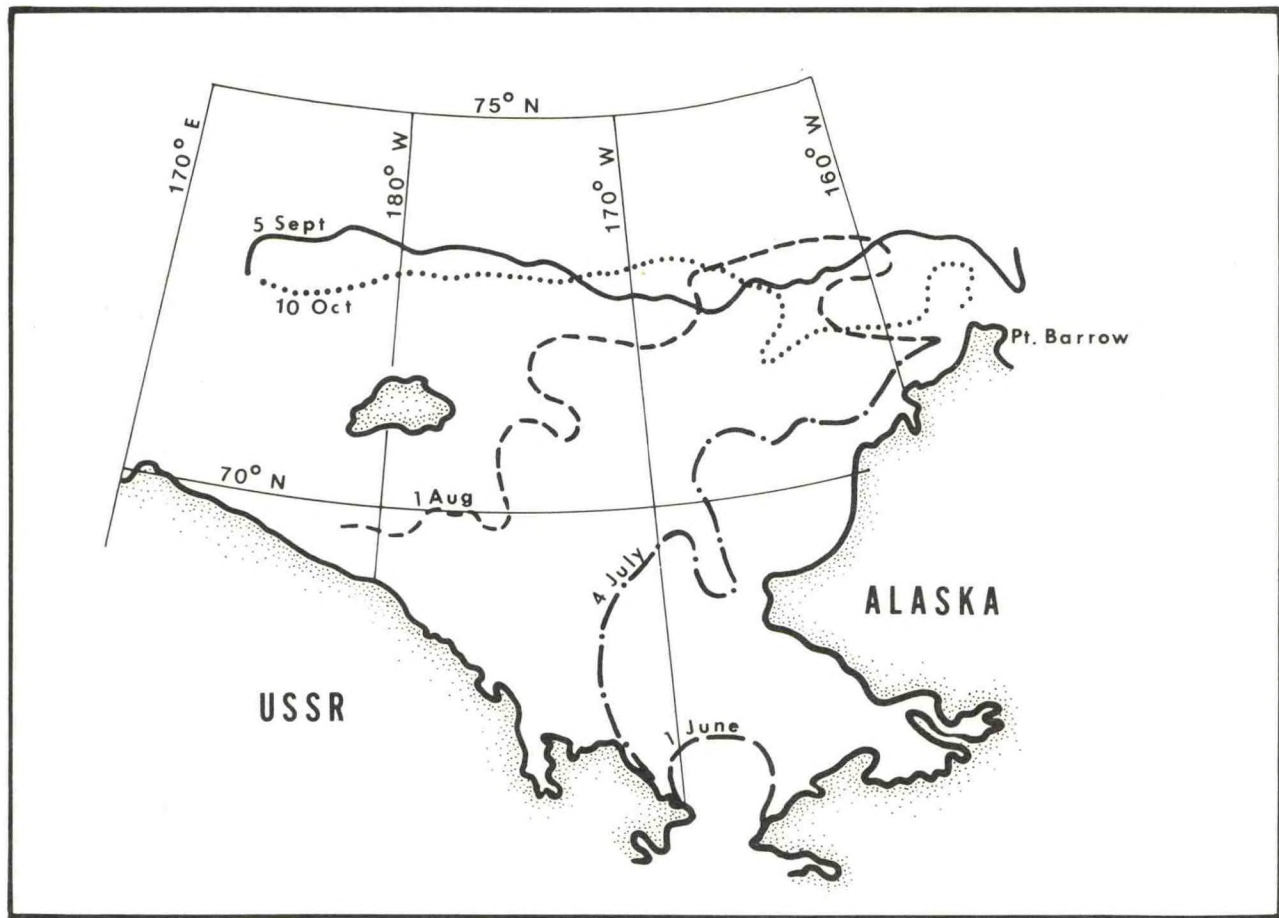 75° N
170° E
180° W
170° W
160° W
5 Sept
10 Oct
Pt. Barrow
70° N
1 Aug
4 July
ALASKA
USSR
1 June